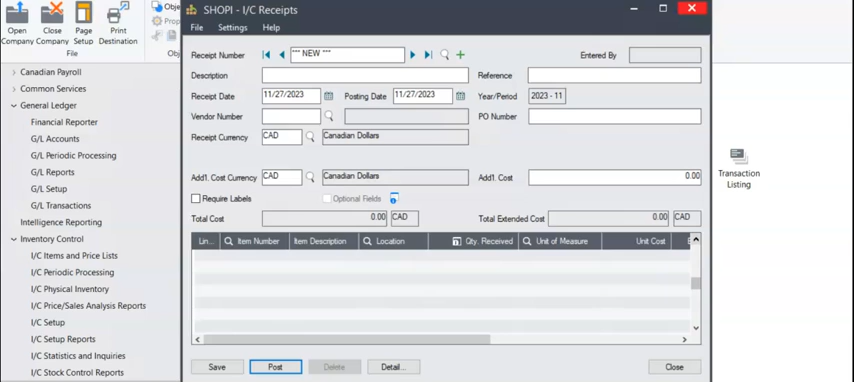 SHOPI - I/C Receipts
File Settings Help
Open Company
Close Company
Page Setup
Print Destination
File
Canadian Payroll
Common Services
General Ledger
Financial Reporter
G/L Accounts
G/L Periodic Processing
G/L Reports
G/L Setup
G/L Transactions
Intelligence Reporting
Inventory Control
I/C Items and Price Lists
I/C Periodic Processing
I/C Physical Inventory
I/C Price/Sales Analysis Reports
I/C Setup
I/C Setup Reports
I/C Statistics and Inquiries
I/C Stock Control Reports
Receipt Number *** NEW *** Entered By
Description Reference
Receipt Date 11/27/2023 Posting Date 11/27/2023 Year/Period 2023 - 11
Vendor Number PO Number
Receipt Currency CAD Canadian Dollars
Add'l. Cost Currency CAD Canadian Dollars Add'l. Cost 0.00
Require Labels Optional Fields
Total Cost 0.00 CAD Total Extended Cost 0.00 CAD
Lin... Item Number Item Description Location Qty. Received Unit of Measure Unit Cost
Save Post Delete Detail... Close
Transaction Listing